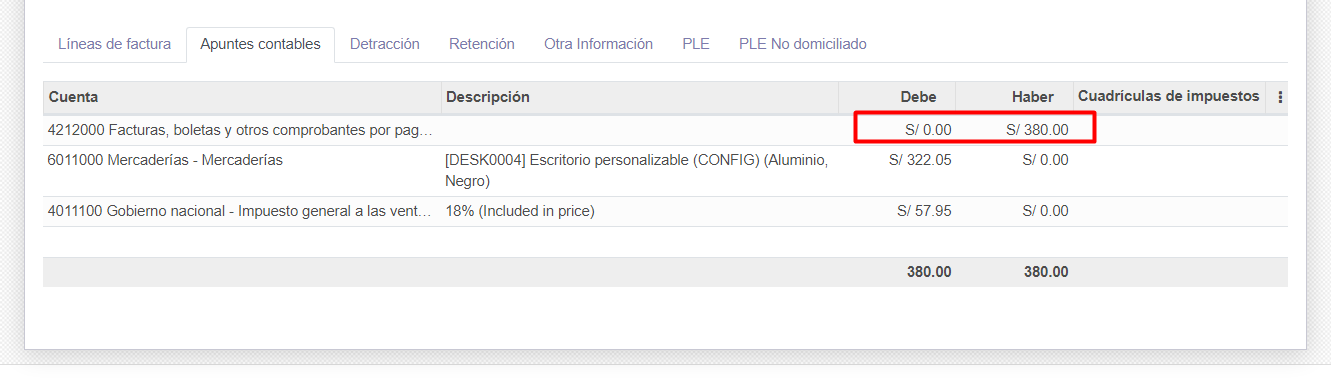 Líneas de factura Apuntes contables Detracción Retención Otra Información PLE PLE No domiciliado
Cuenta Descripción Debe Haber Cuadrículas de impuestos
4212000 Facturas, boletas y otros comprobantes por pag... S/ 0.00 S/ 380.00
6011000 Mercaderías - Mercaderías [DESK0004] Escritorio personalizable (CONFIG) (Aluminio, S/ 322.05 S/ 0.00
Negro)
4011100 Gobierno nacional - Impuesto general a las vent... 18% (Included in price) S/ 57.95 S/ 0.00
380.00 380.00